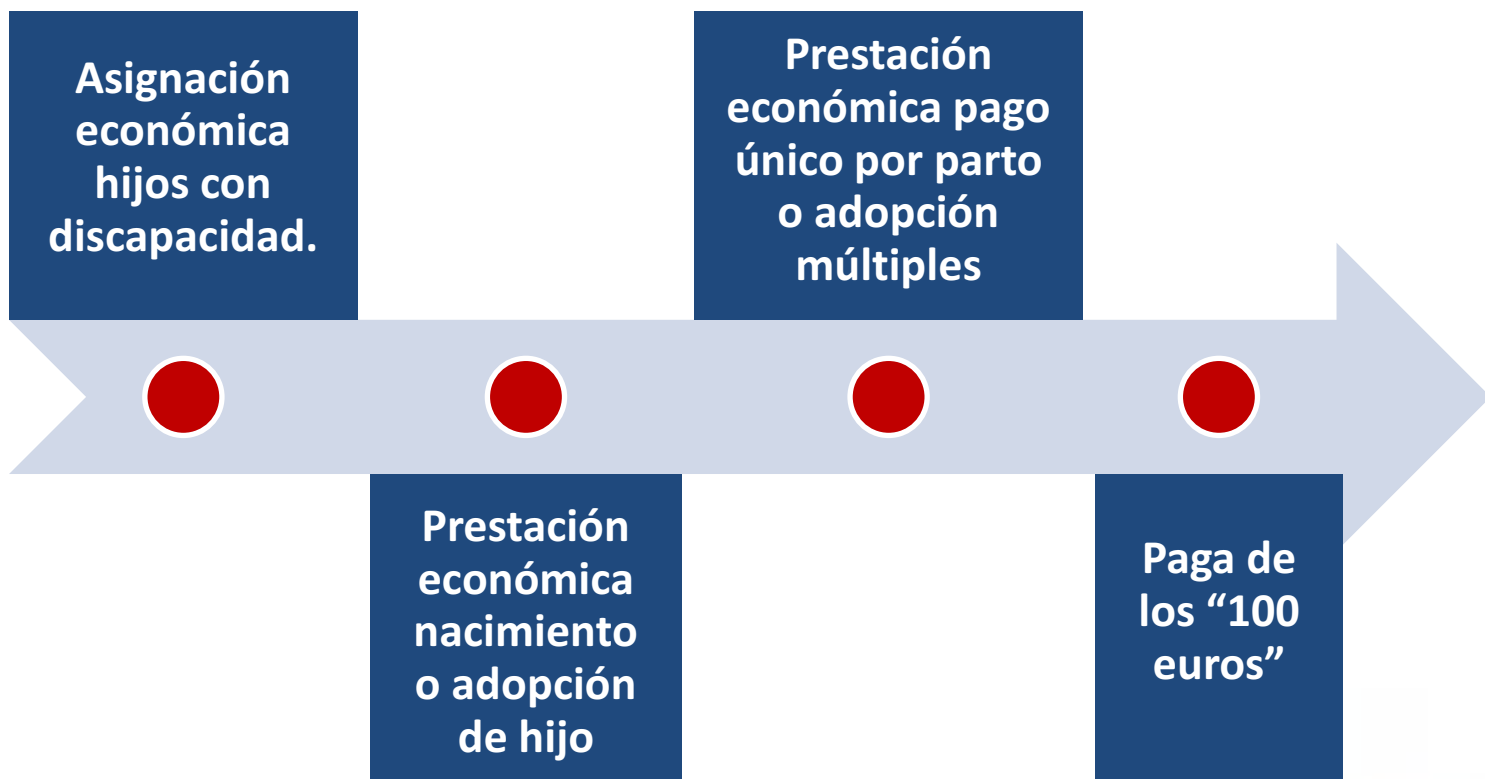 Asignación
económica
hijos con
discapacidad.
Prestación
económica
nacimiento
o adopción
de hijo
Prestación
económica pago
único por parto
o adopción
múltiples
Paga de
los “100
euros”